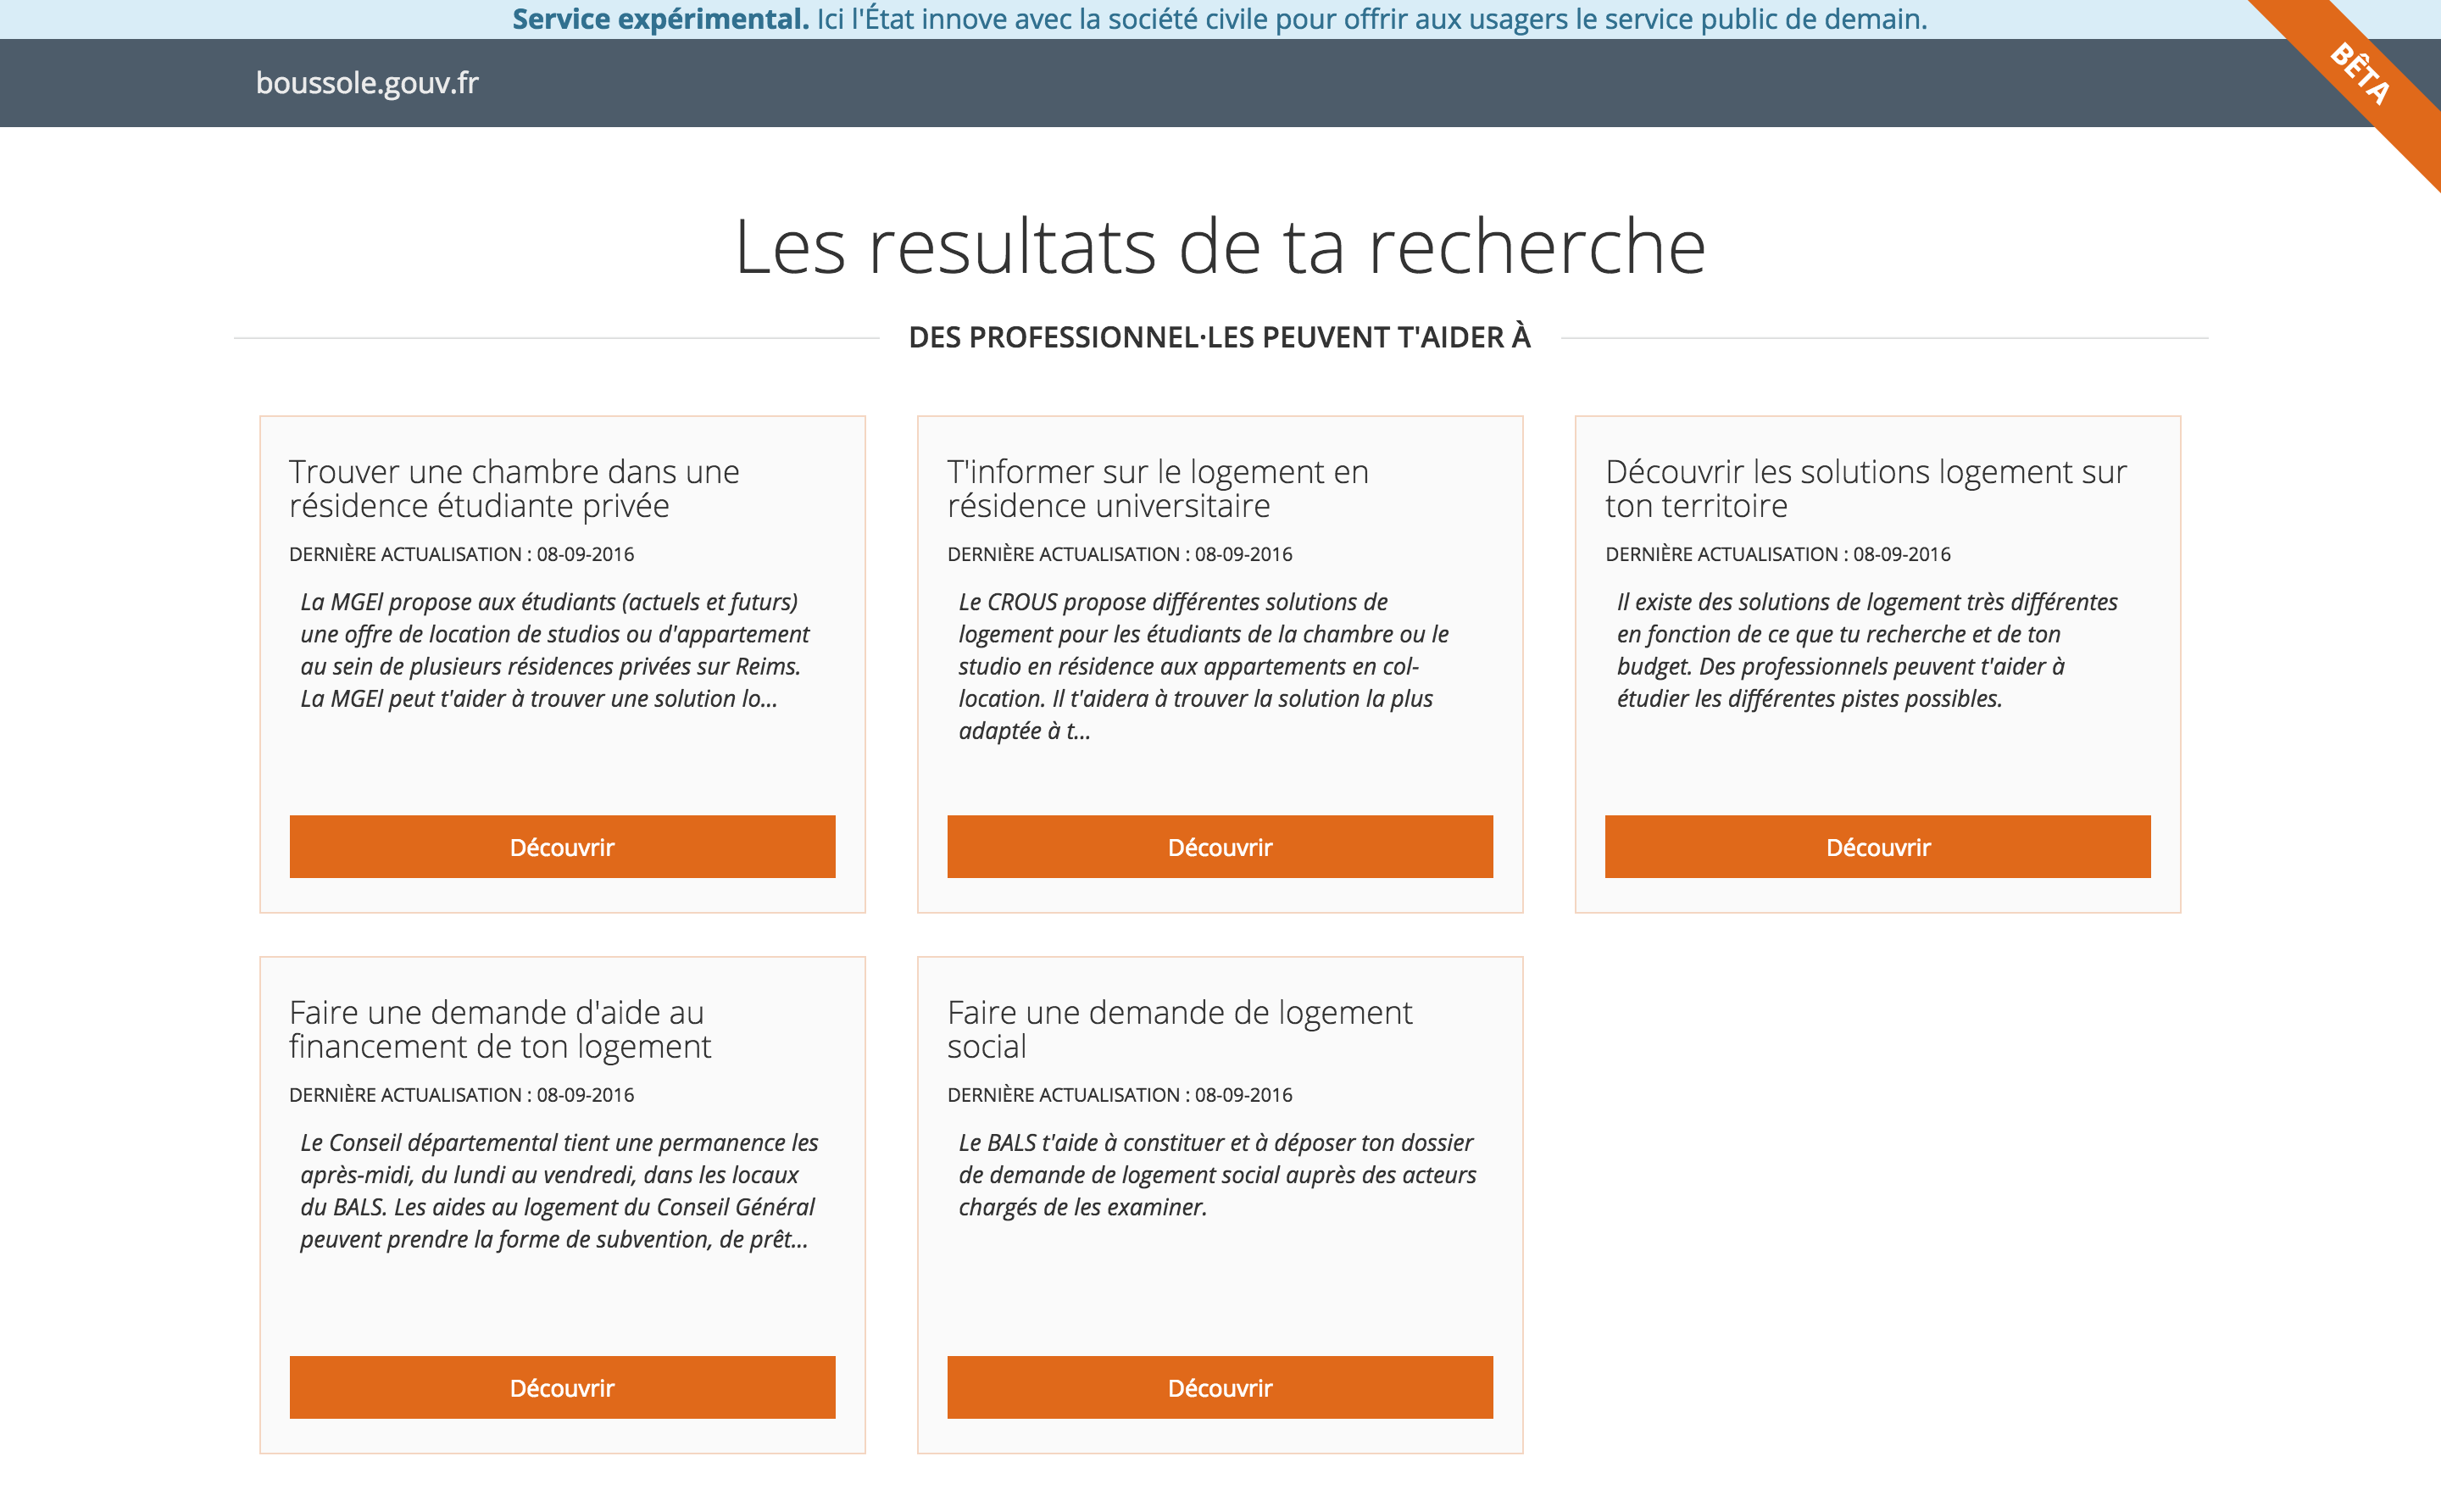 Service expérimental. Ici l'État innove avec la société civile pour offrir aux usagers le service public de demain.
BÊTA
boussole.gouv.fr
Les resultats de ta recherche
DES PROFESSIONNEL·LES PEUVENT T'AIDER À
Trouver une chambre dans une
résidence étudiante privée
DERNIÈRE ACTUALISATION : 08-09-2016
La MGEl propose aux étudiants (actuels et futurs)
une offre de location de studios ou d'appartement
au sein de plusieurs résidences privées sur Reims.
La MGEl peut t'aider à trouver une solution lo...
Découvrir
T'informer sur le logement en
résidence universitaire
DERNIÈRE ACTUALISATION : 08-09-2016
Le CROUS propose différentes solutions de
logement pour les étudiants de la chambre ou le
studio en résidence aux appartements en col-
location. Il t'aidera à trouver la solution la plus
adaptée à t...
Découvrir
Découvrir les solutions logement sur
ton territoire
DERNIÈRE ACTUALISATION : 08-09-2016
Il existe des solutions de logement très différentes
en fonction de ce que tu recherche et de ton
budget. Des professionnels peuvent t'aider à
étudier les différentes pistes possibles.
Découvrir
Faire une demande d'aide au
financement de ton logement
DERNIÈRE ACTUALISATION : 08-09-2016
Le Conseil départemental tient une permanence les
après-midi, du lundi au vendredi, dans les locaux
du BALS. Les aides au logement du Conseil Général
peuvent prendre la forme de subvention, de prêt...
Découvrir
Faire une demande de logement
social
DERNIÈRE ACTUALISATION : 08-09-2016
Le BALS t'aide à constituer et à déposer ton dossier
de demande de logement social auprès des acteurs
chargés de les examiner.
Découvrir